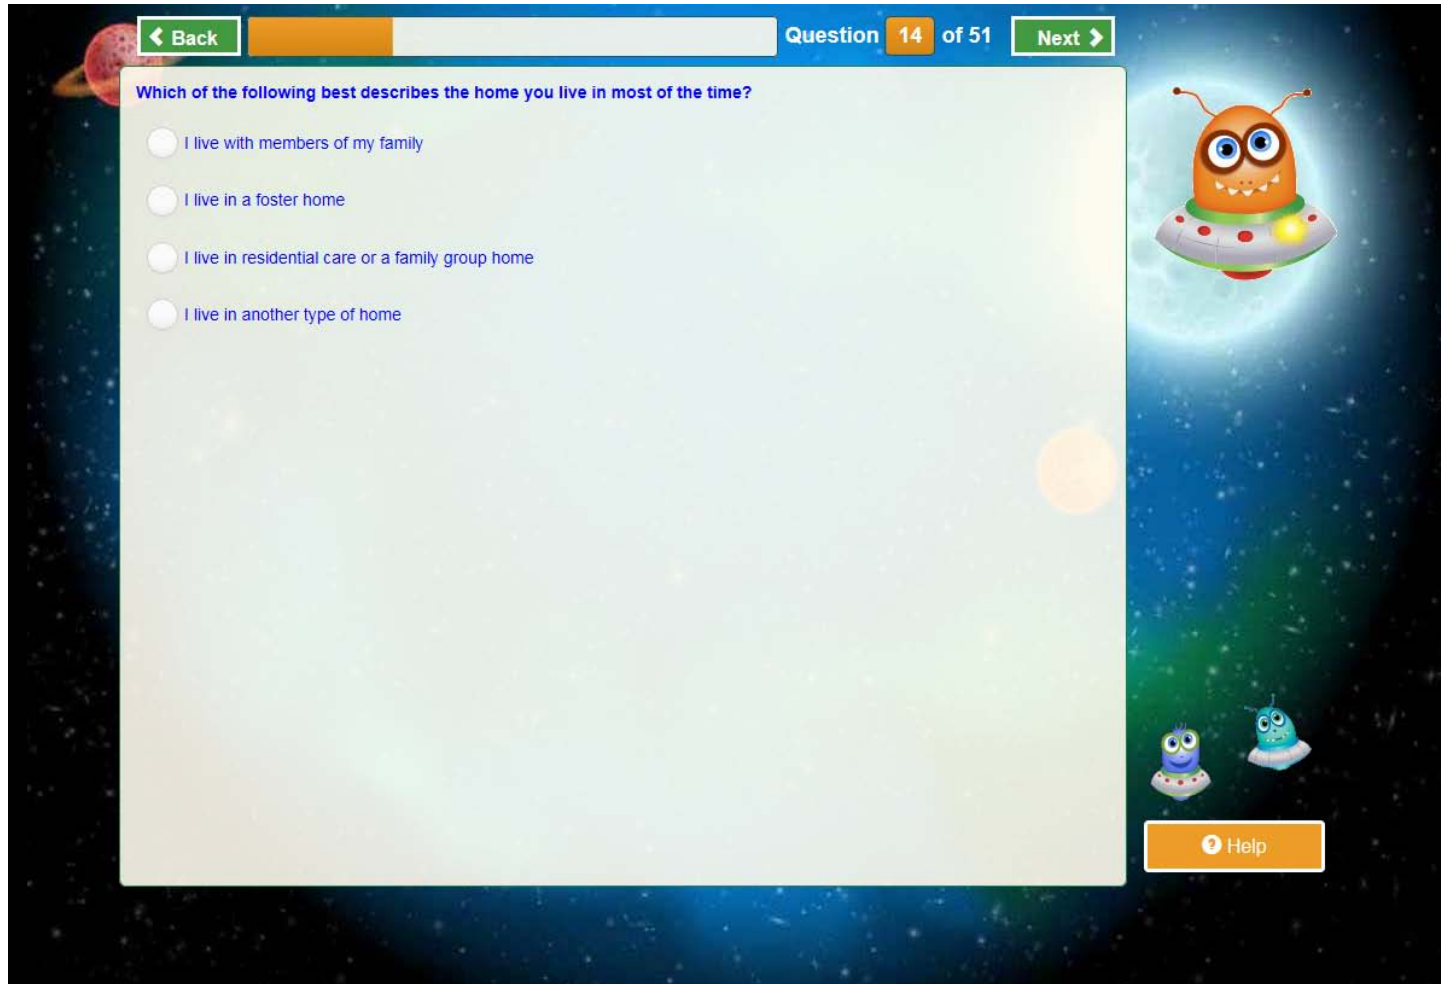 Back
Question 14 of 51
Next
Which of the following best describes the home you live in most of the time?
I live with members of my family
I live in a foster home
I live in residential care or a family group home
I live in another type of home
Help